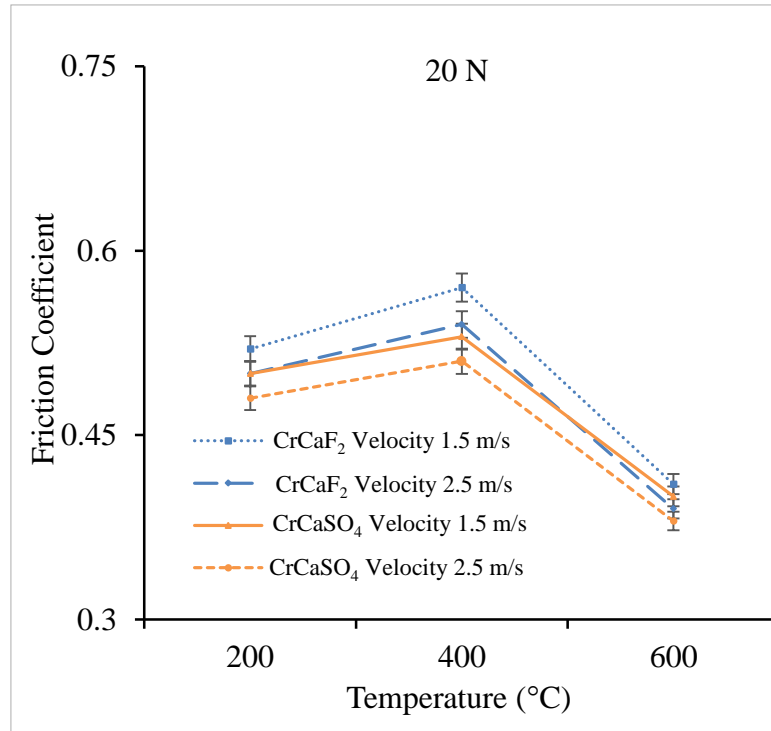 20 N
0.75
0.6
0.45
0.3
Friction Coefficient
CrCaF₂ Velocity 1.5 m/s
CrCaF₂ Velocity 2.5 m/s
CrCaSO₄ Velocity 1.5 m/s
CrCaSO₄ Velocity 2.5 m/s
200 400 600
Temperature (°C)